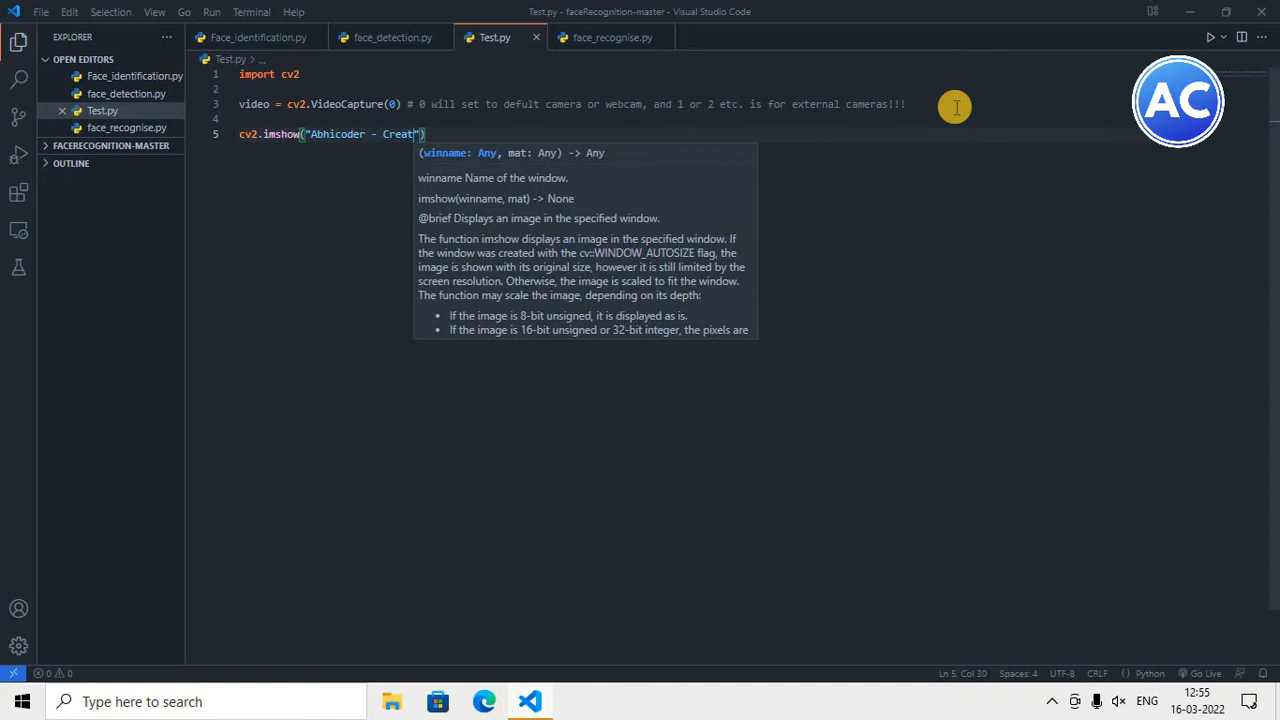 File Edit Selection View Go Run Terminal Help
Test.py - faceRecognition-master - Visual Studio Code
EXPLORER
OPEN EDITORS
Face_identification.py
face_detection.py
Test.py
face_recognise.py
FACERECOGNITION-MASTER
OUTLINE
Face_identification.py face_detection.py Test.py face_recognise.py
Test.py > ...
1 import cv2
2
3 video = cv2.VideoCapture(0) # 0 will set to defult camera or webcam, and 1 or 2 etc. is for external cameras!!!
4
5 cv2.imshow("Abhicoder - Creat")
(winname: Any, mat: Any) -> Any
winname Name of the window.
imshow(winname, mat) -> None
@brief Displays an image in the specified window.
The function imshow displays an image in the specified window. If
the window was created with the cv::WINDOW_AUTOSIZE flag, the
image is shown with its original size, however it is still limited by the
screen resolution. Otherwise, the image is scaled to fit the window.
The function may scale the image, depending on its depth:
• If the image is 8-bit unsigned, it is displayed as is.
• If the image is 16-bit unsigned or 32-bit integer, the pixels are
AC
0 0
Ln 5, Col 30 Spaces: 4 UTF-8 CRLF Python Go Live
Type here to search
ENG
12:55
16-03-2022